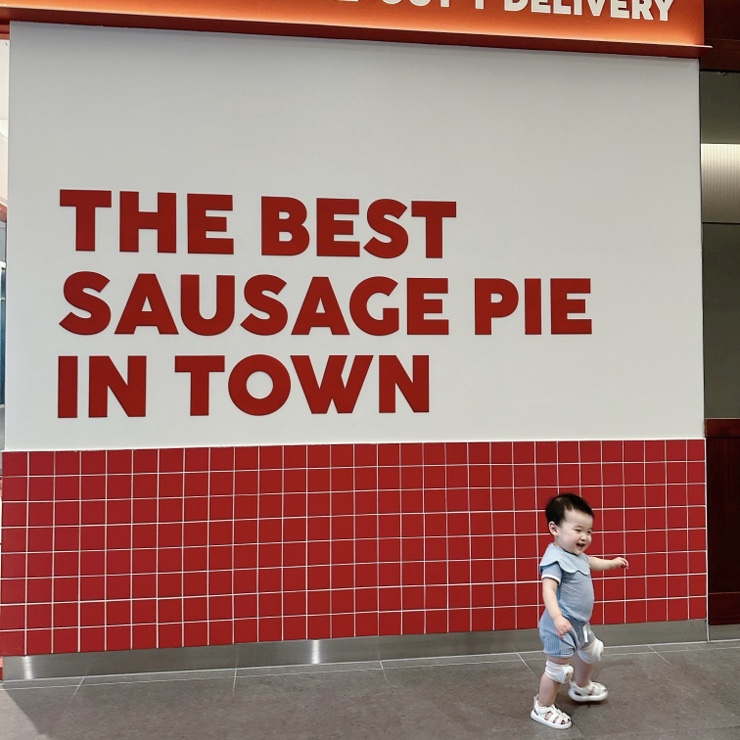 DELIVERY
THE BEST
SAUSAGE PIE
IN TOWN